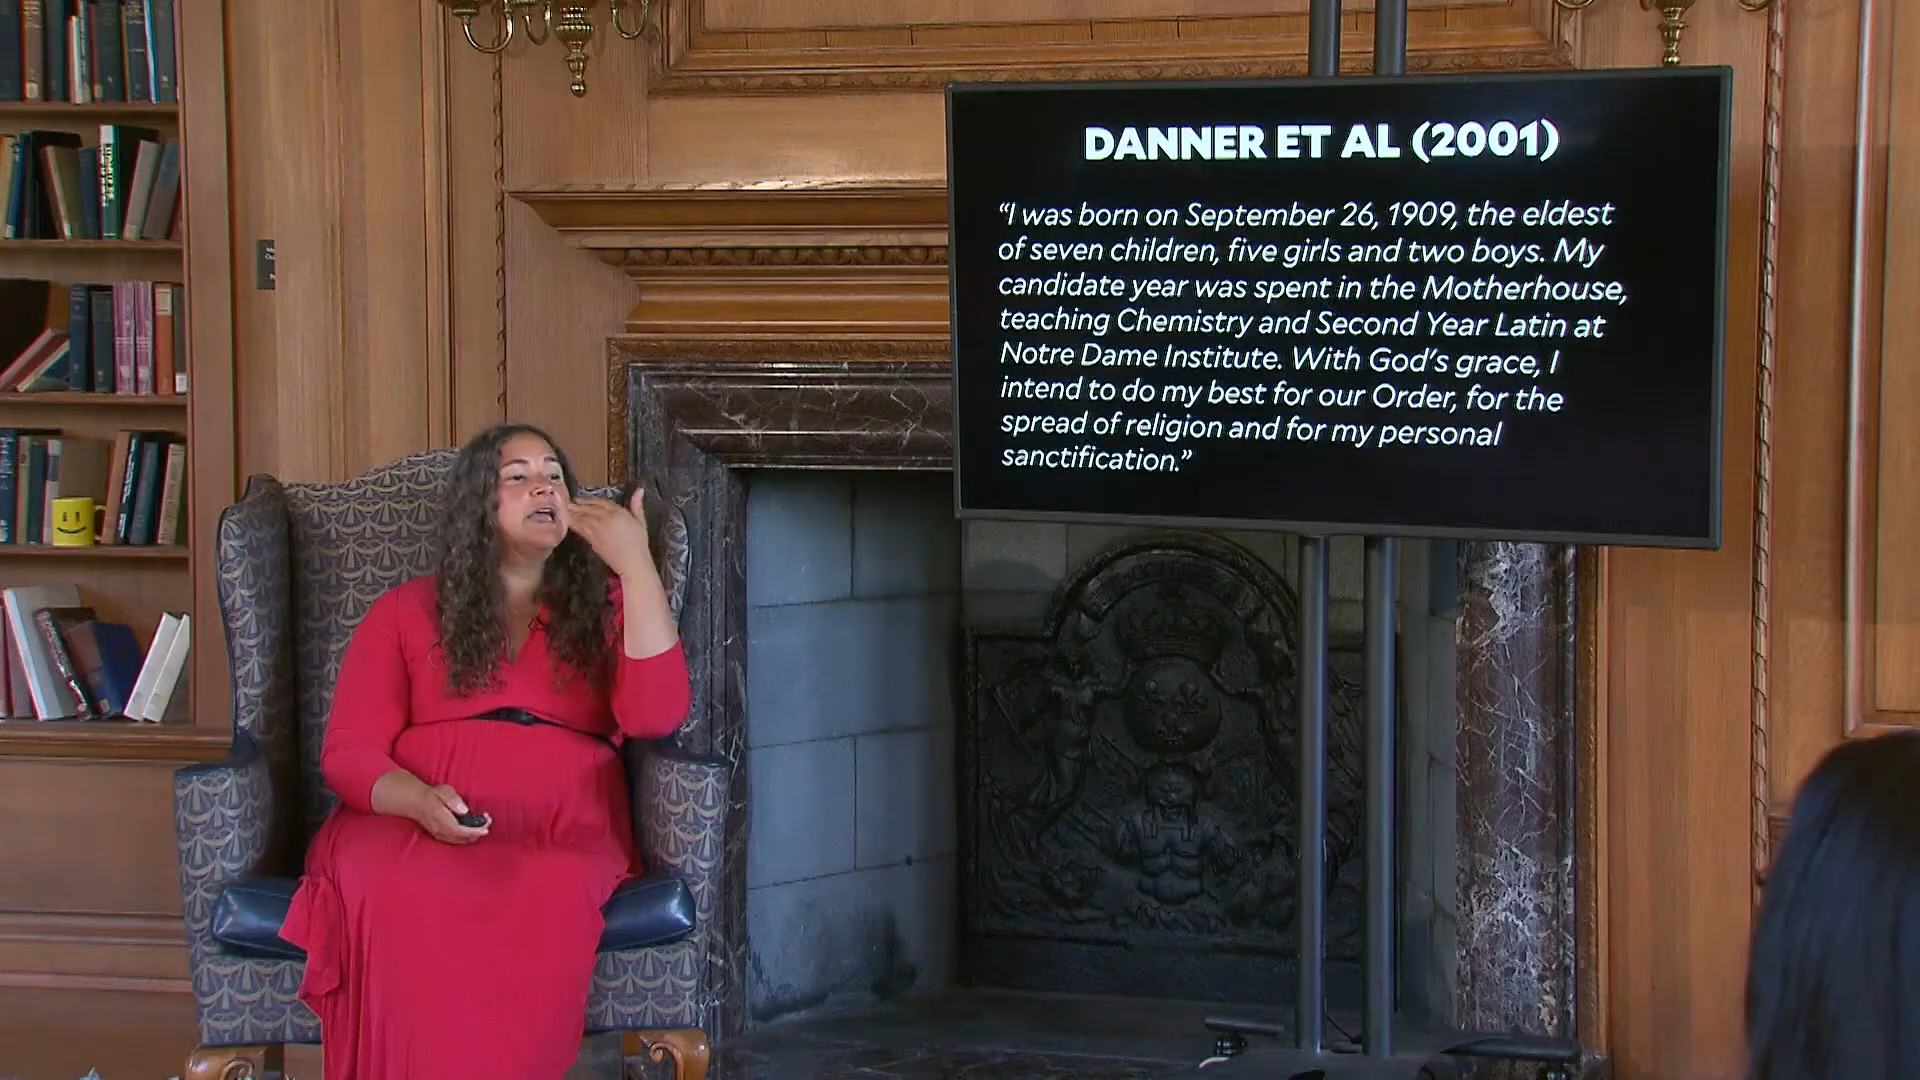 DANNER ET AL (2001)
“I was born on September 26, 1909, the eldest
of seven children, five girls and two boys. My
candidate year was spent in the Motherhouse,
teaching Chemistry and Second Year Latin at
Notre Dame Institute. With God’s grace, I
intend to do my best for our Order, for the
spread of religion and for my personal
sanctification.”